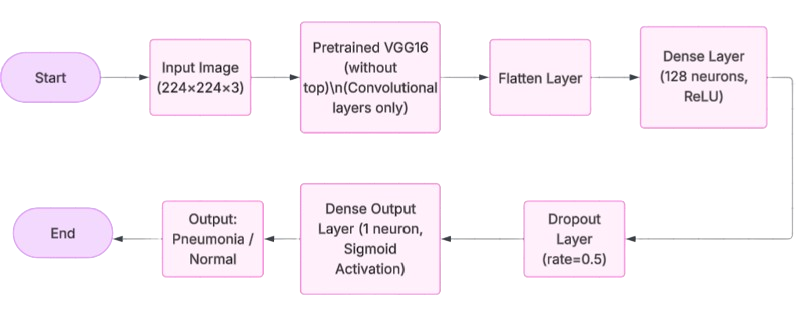 Start
Input Image
(224×224×3)
Pretrained VGG16
(without
top)\n(Convolutional
layers only)
Flatten Layer
Dense Layer
(128 neurons,
ReLU)
Dropout
Layer
(rate=0.5)
Dense Output
Layer (1 neuron,
Sigmoid
Activation)
Output:
Pneumonia /
Normal
End